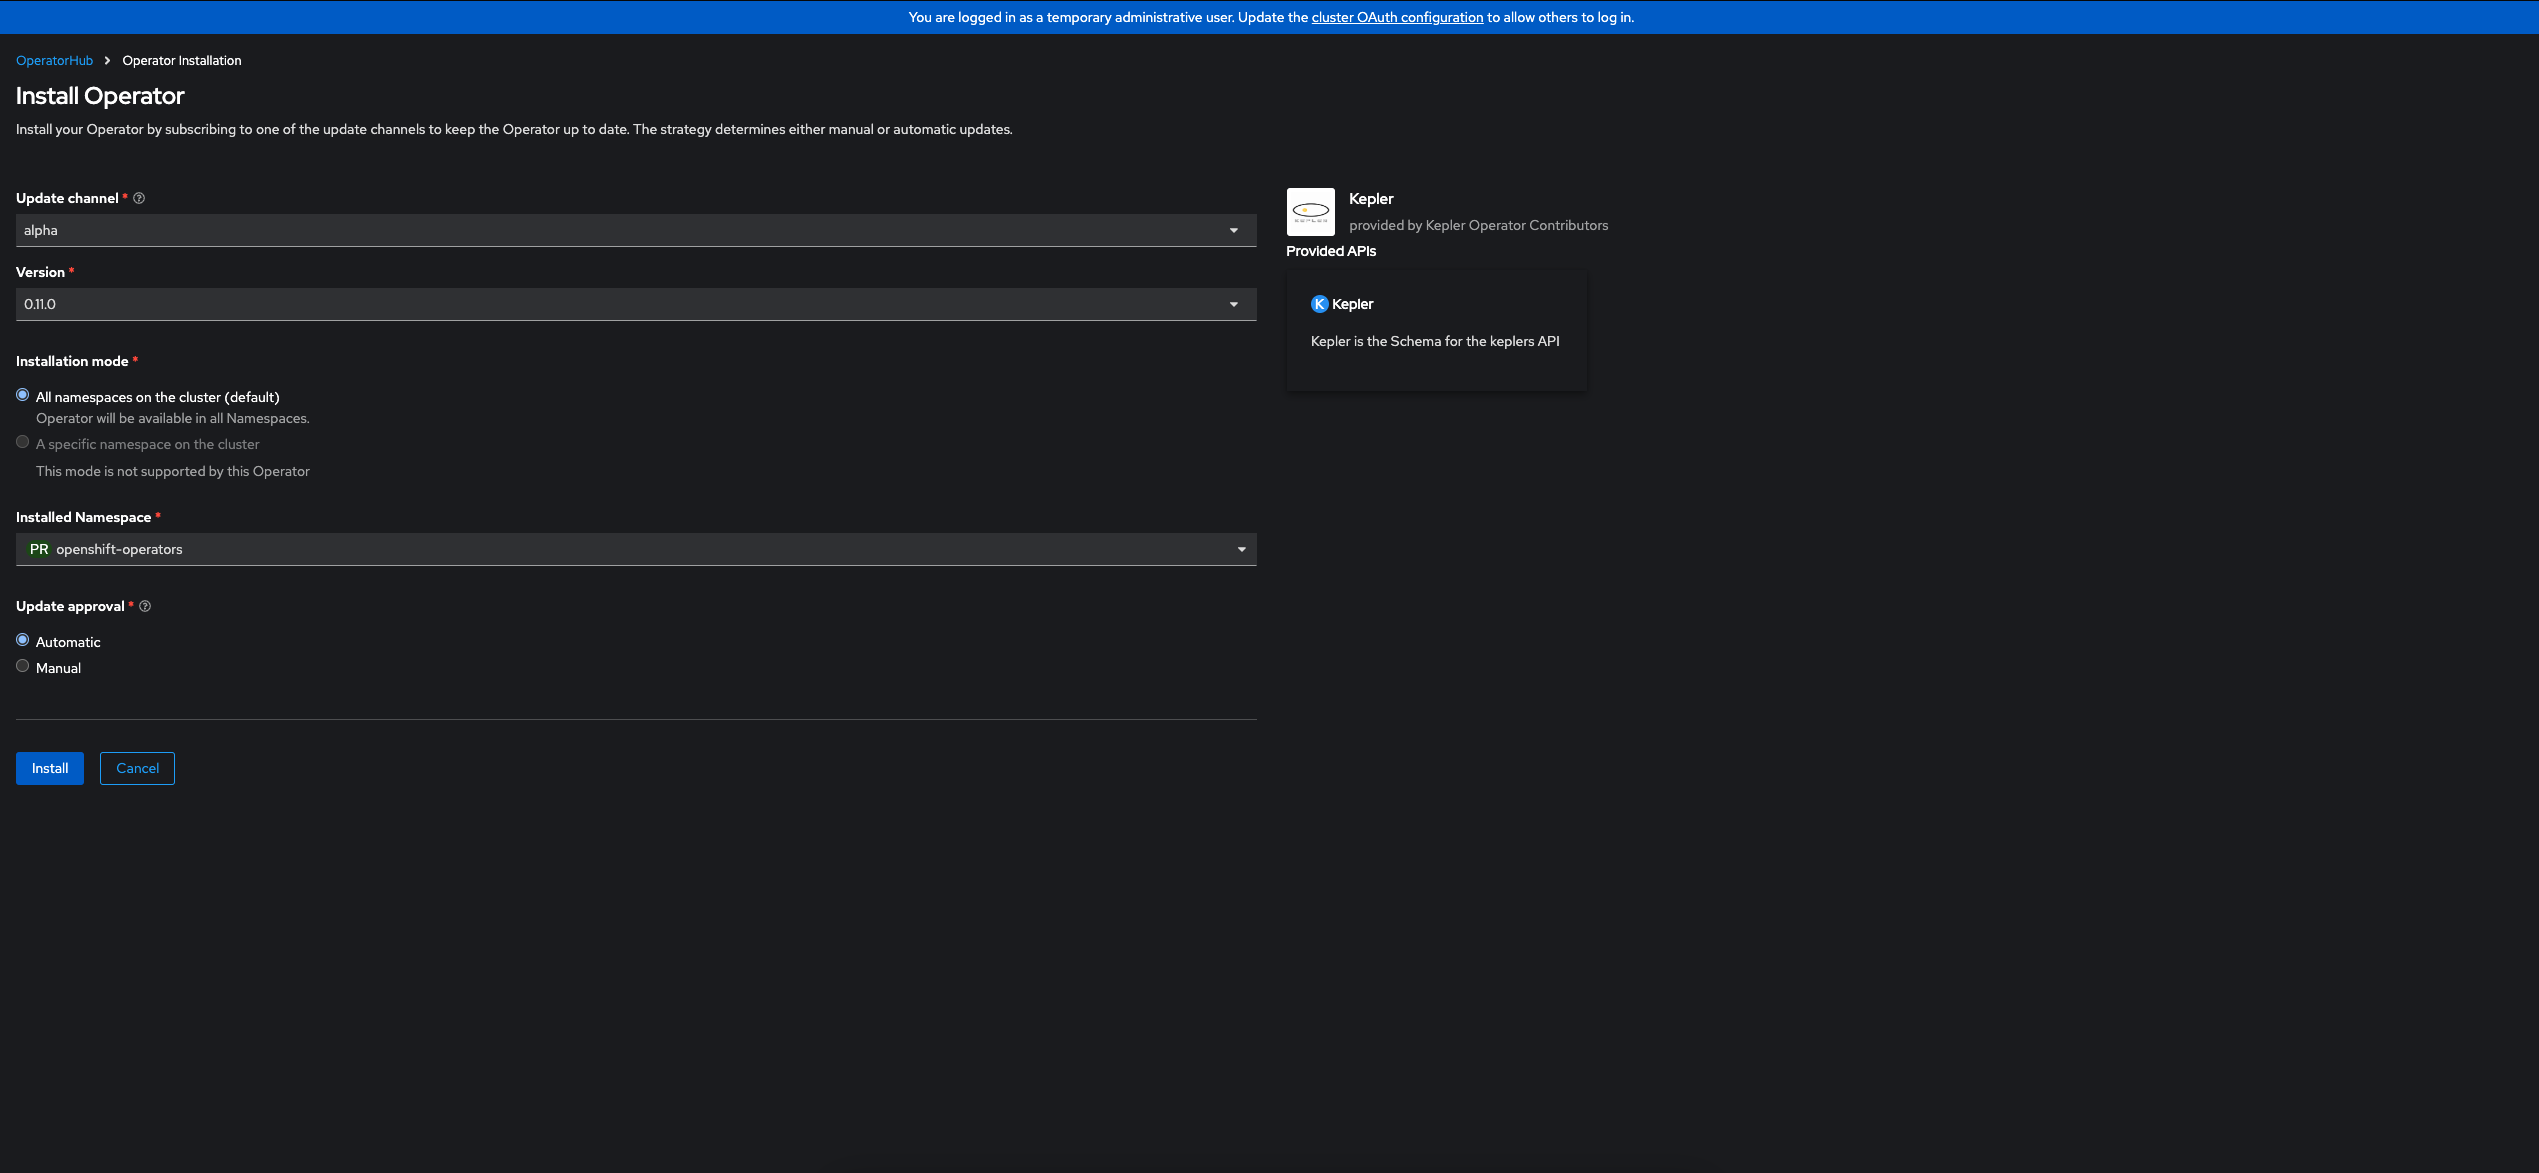 You are logged in as a temporary administrative user. Update the cluster OAuth configuration to allow others to log in.
OperatorHub > Operator Installation
Install Operator
Install your Operator by subscribing to one of the update channels to keep the Operator up to date. The strategy determines either manual or automatic updates.
Update channel *
alpha
Version *
0.11.0
Installation mode *
All namespaces on the cluster (default)
Operator will be available in all Namespaces.
A specific namespace on the cluster
This mode is not supported by this Operator
Installed Namespace *
PR openshift-operators
Update approval *
Automatic
Manual
Install Cancel
KEPLER
Kepler
provided by Kepler Operator Contributors
Provided APIs
K Kepler
Kepler is the Schema for the keplers API